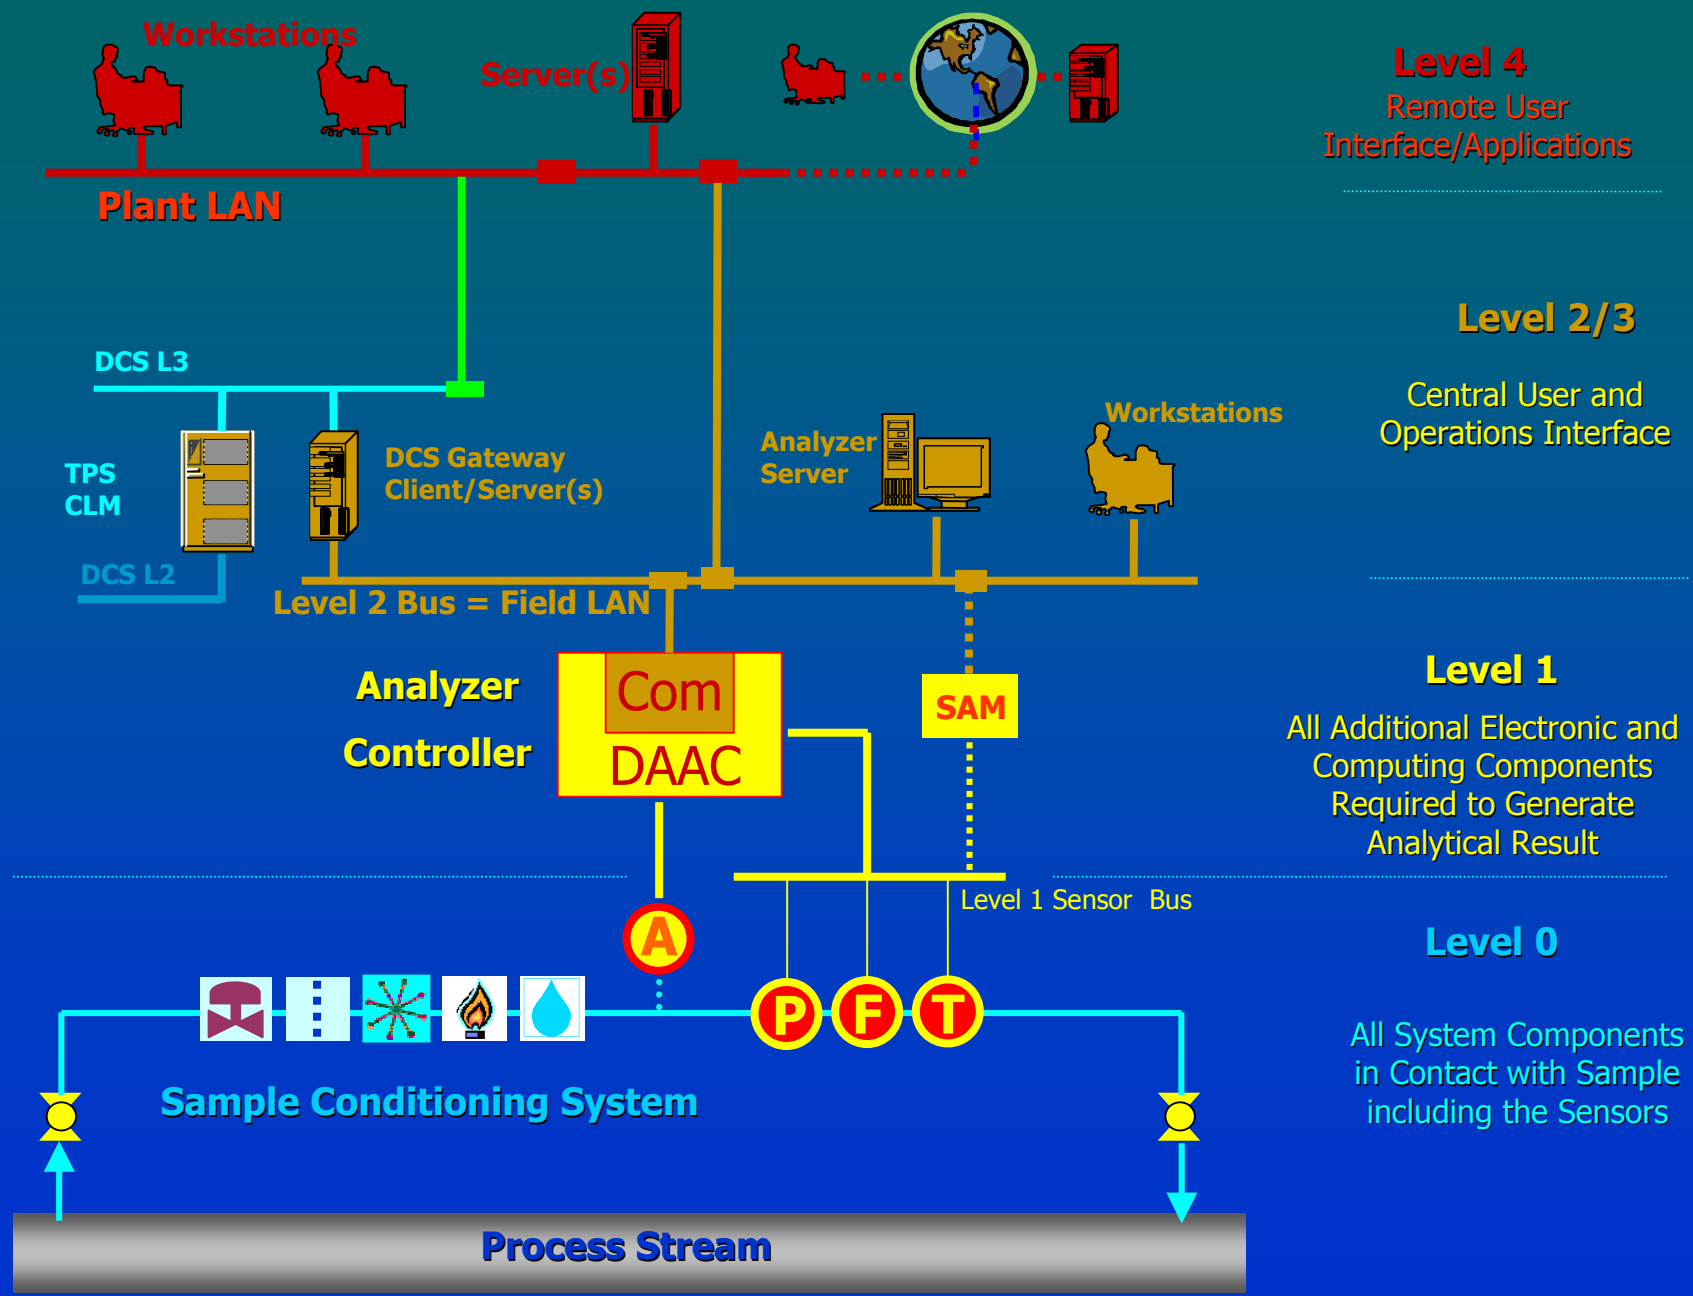 Workstations
Server(s)
Level 4
Remote User
Interface/Applications
Plant LAN
Level 2/3
Central User and
Operations Interface
DCS L3
TPS
CLM
DCS Gateway
Client/Server(s)
Analyzer
Server
Workstations
DCS L2
Level 2 Bus = Field LAN
Analyzer
Controller
Com
DAAC
SAM
Level 1
All Additional Electronic and
Computing Components
Required to Generate
Analytical Result
Level 1 Sensor Bus
Level 0
A
P
F
T
All System Components
in Contact with Sample
including the Sensors
Sample Conditioning System
Process Stream